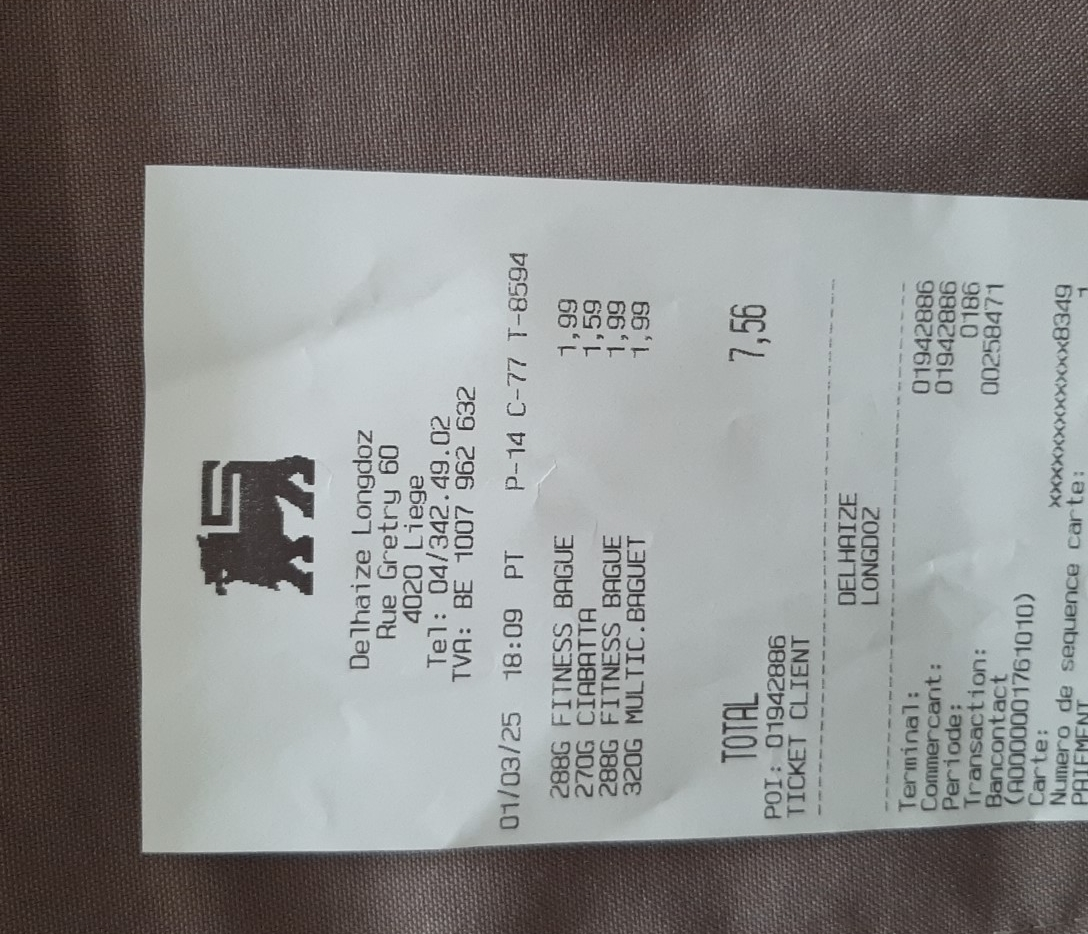 Delhaize Longdoz
Rue Gretry 60
4020 Liege
Tel: 04/342.49.02
TVA: BE 1007 962 632
01/03/25 18:09 PT P-14 C-77 T-8594
288G FITNESS BAGUE 1,99
270G CIABATTA 1,59
288G FITNESS BAGUE 1,99
320G MULTIC.BAGUET 1,99
TOTAL 7,56
POI: 01942886
TICKET CLIENT
DELHAIZE
LONGDOZ
Terminal: 01942886
Commercant: 01942886
Periode: 0186
Transaction: 00258471
Bancontact
(A0000001761010)
Carte: xxxxxxxxxxxxx8349
Numero de sequence carte: 1
PAIEMENT